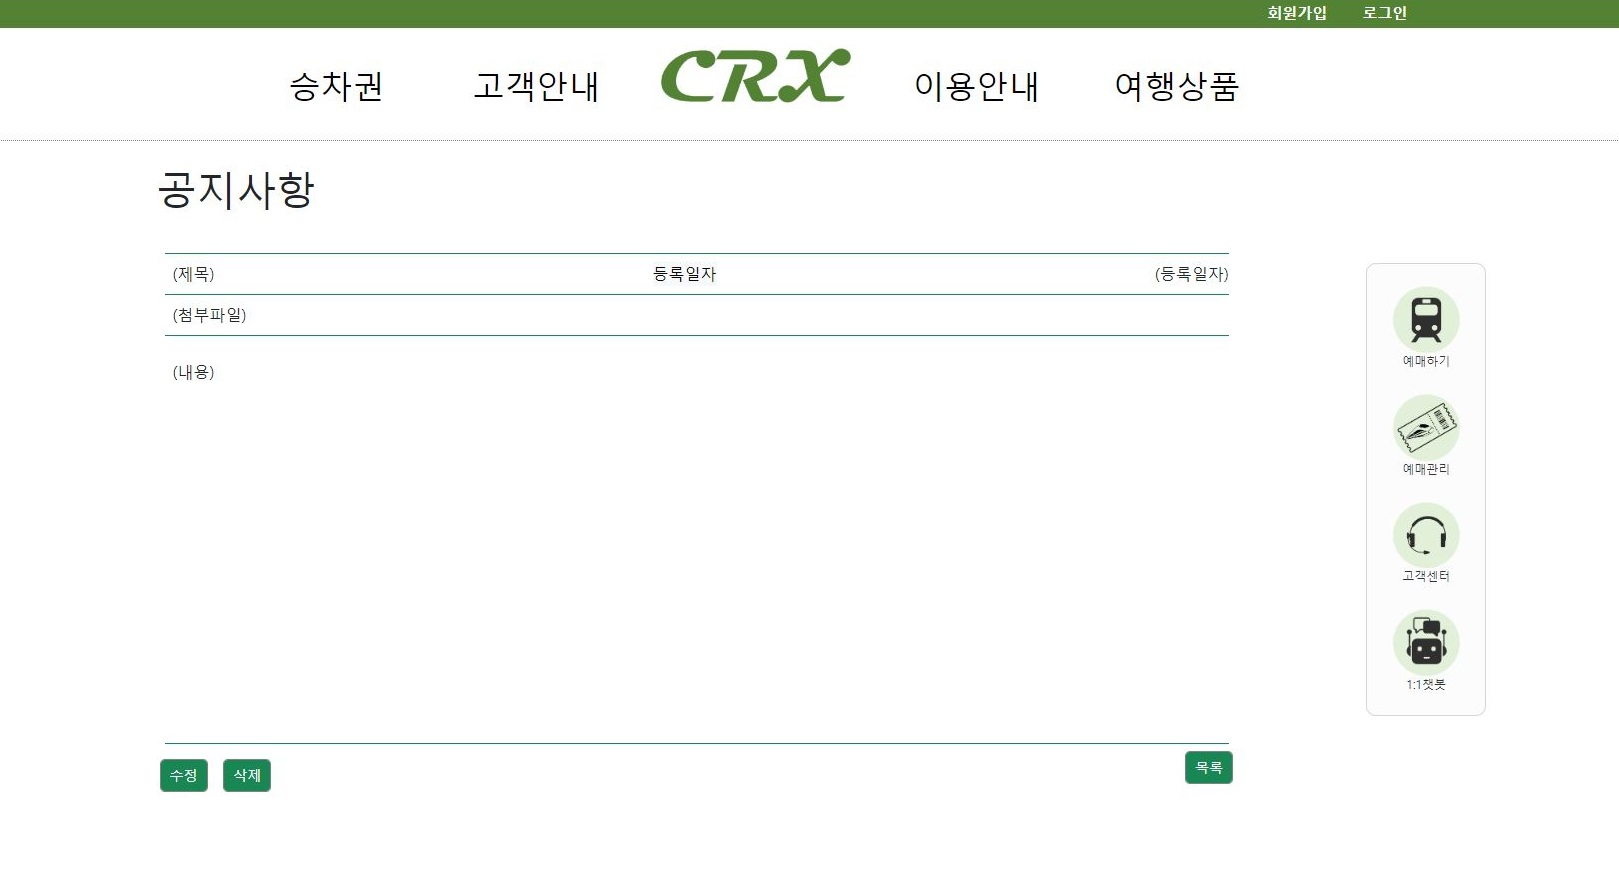 회원가입 로그인
승차권 고객안내 CRX 이용안내 여행상품
공지사항
(제목) 등록일자 (등록일자)
(첨부파일)
(내용)
예매하기
예매관리
고객센터
1:1챗봇
수정 삭제 목록